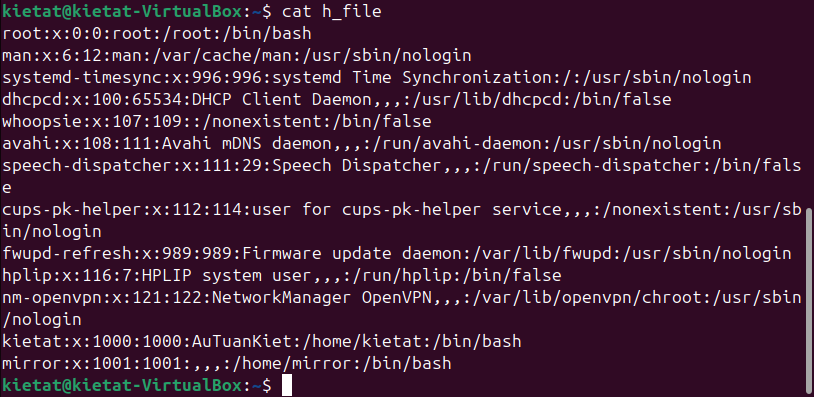 kietat@kietat-VirtualBox:~$ cat h_file
root:x:0:0:root:/root:/bin/bash
man:x:6:12:man:/var/cache/man:/usr/sbin/nologin
systemd-timesync:x:996:996:systemd Time Synchronization:/:/usr/sbin/nologin
dhcpcd:x:100:65534:DHCP Client Daemon,,,:/usr/lib/dhcpcd:/bin/false
whoopsie:x:107:109::/nonexistent:/bin/false
avahi:x:108:111:Avahi mDNS daemon,,,:/run/avahi-daemon:/usr/sbin/nologin
speech-dispatcher:x:111:29:Speech Dispatcher,,,:/run/speech-dispatcher:/bin/fals
e
cups-pk-helper:x:112:114:user for cups-pk-helper service,,,:/nonexistent:/usr/sb
in/nologin
fwupd-refresh:x:989:989:Firmware update daemon:/var/lib/fwupd:/usr/sbin/nologin
hplip:x:116:7:HPLIP system user,,,:/run/hplip:/bin/false
nm-openvpn:x:121:122:NetworkManager OpenVPN,,,:/var/lib/openvpn/chroot:/usr/sbin
/nologin
kietat:x:1000:1000:AuTuanKiet:/home/kietat:/bin/bash
mirror:x:1001:1001:,,,:/home/mirror:/bin/bash
kietat@kietat-VirtualBox:~$